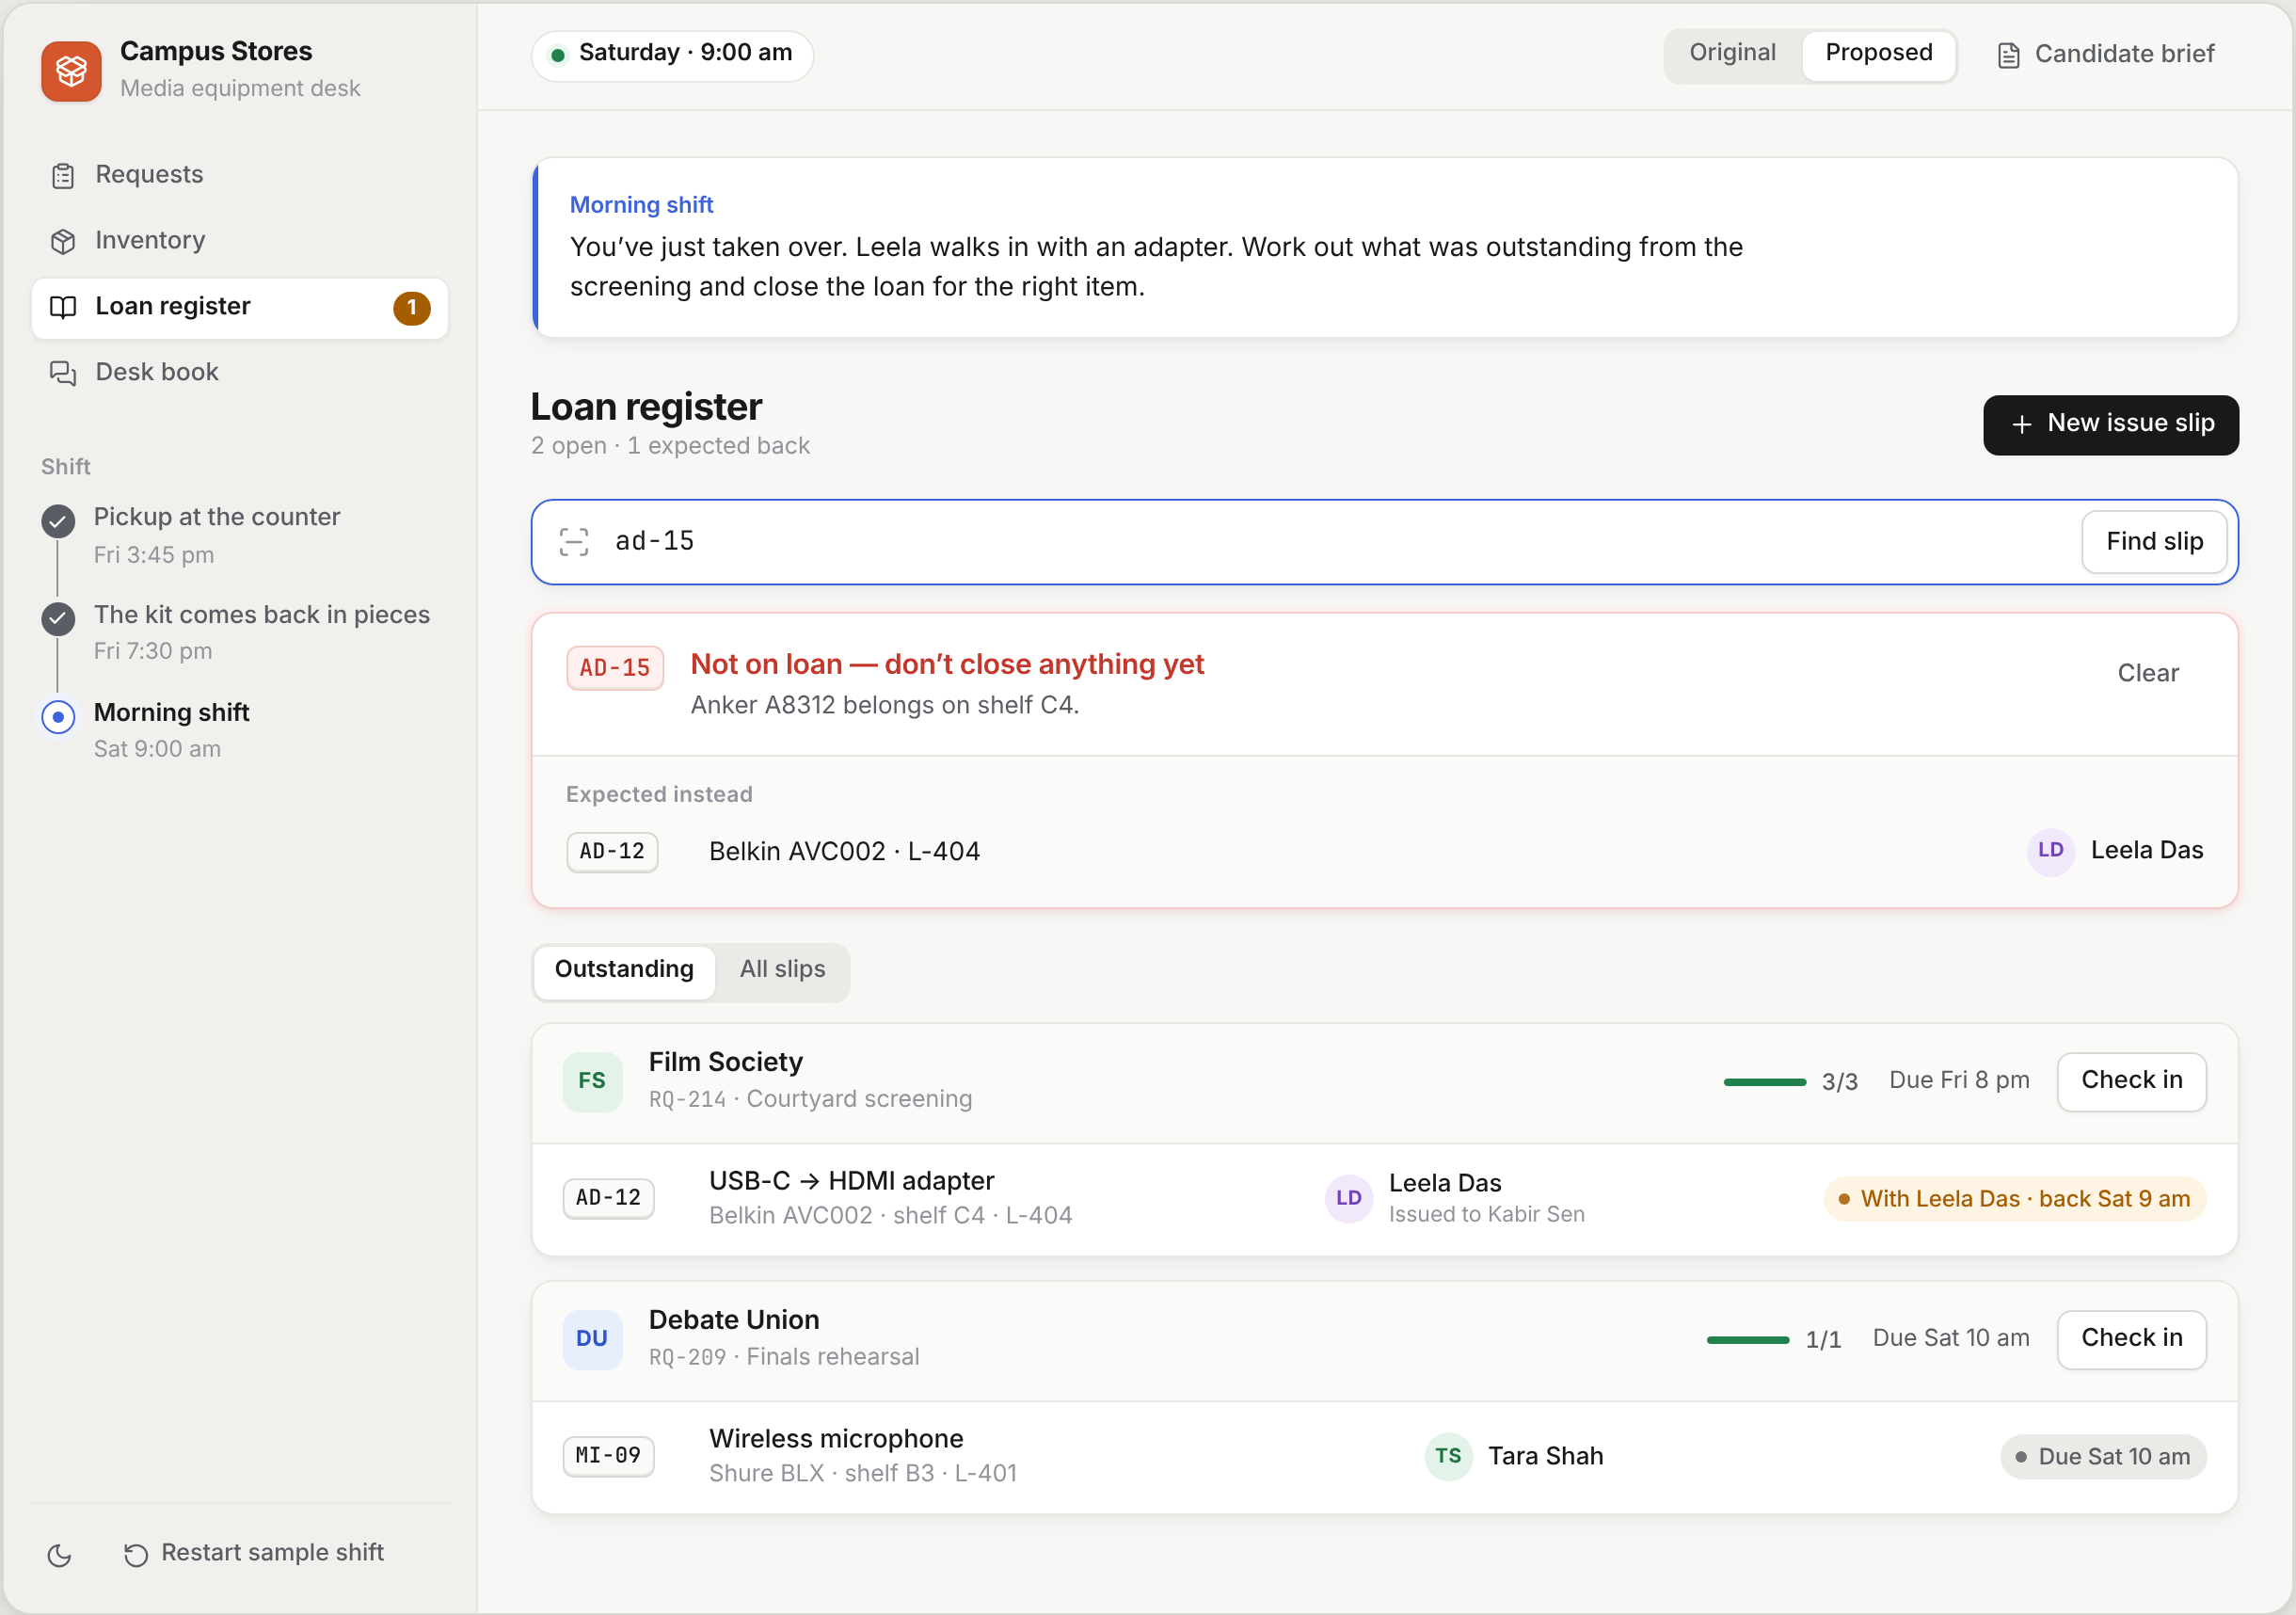 Campus Stores
Media equipment desk
Requests
Inventory
Loan register
1
Desk book
Shift
Pickup at the counter
Fri 3:45 pm
The kit comes back in pieces
Fri 7:30 pm
Morning shift
Sat 9:00 am
Restart sample shift
Saturday · 9:00 am
Original
Proposed
Candidate brief
Morning shift
You’ve just taken over. Leela walks in with an adapter. Work out what was outstanding from the
screening and close the loan for the right item.
Loan register
2 open · 1 expected back
New issue slip
ad-15
Find slip
AD-15
Not on loan — don’t close anything yet
Anker A8312 belongs on shelf C4.
Clear
Expected instead
AD-12
Belkin AVC002 · L-404
LD
Leela Das
Outstanding
All slips
FS
Film Society
RQ-214 · Courtyard screening
3/3
Due Fri 8 pm
Check in
AD-12
USB-C → HDMI adapter
Belkin AVC002 · shelf C4 · L-404
LD
Leela Das
Issued to Kabir Sen
With Leela Das · back Sat 9 am
DU
Debate Union
RQ-209 · Finals rehearsal
1/1
Due Sat 10 am
Check in
MI-09
Wireless microphone
Shure BLX · shelf B3 · L-401
TS
Tara Shah
Due Sat 10 am